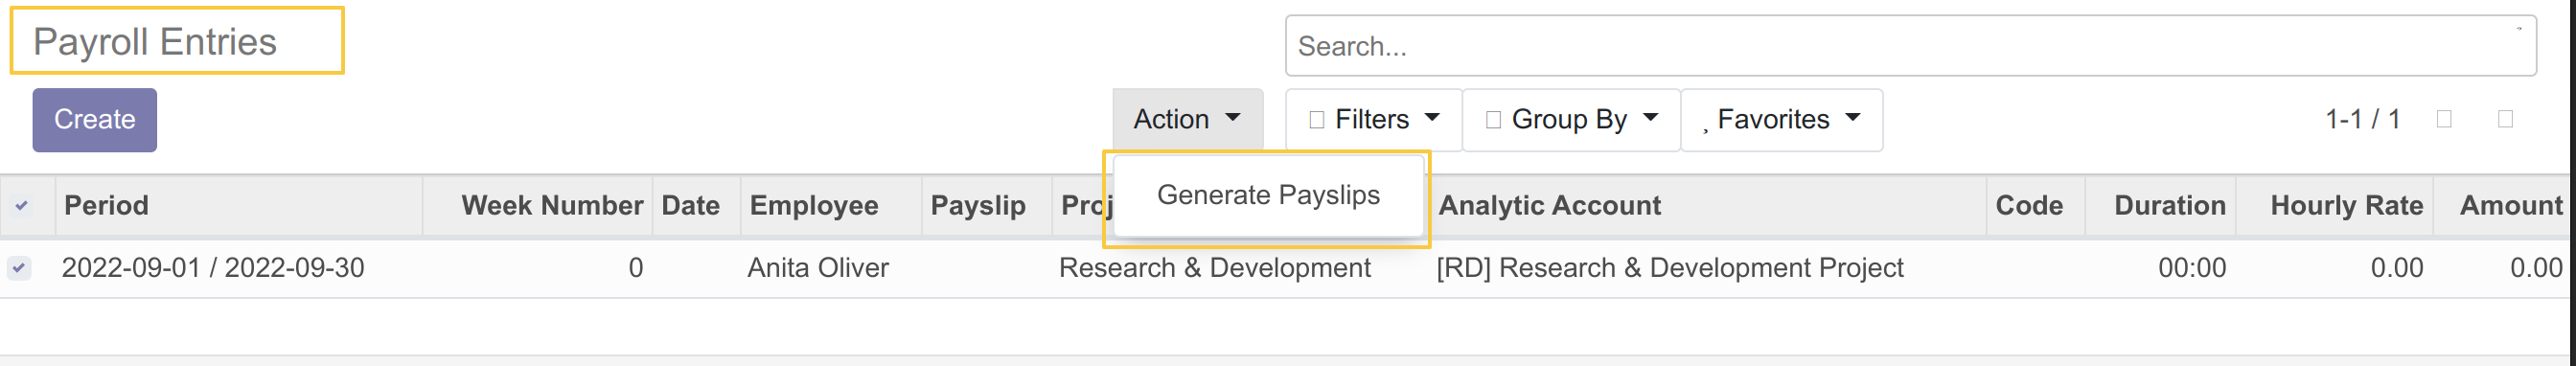 Payroll Entries
Search...
Create
Action
Filters
Group By
Favorites
1-1 / 1
Generate Payslips
Period Week Number Date Employee Payslip Proj Analytic Account Code Duration Hourly Rate Amount
2022-09-01 / 2022-09-30 0 Anita Oliver Research & Development [RD] Research & Development Project 00:00 0.00 0.00